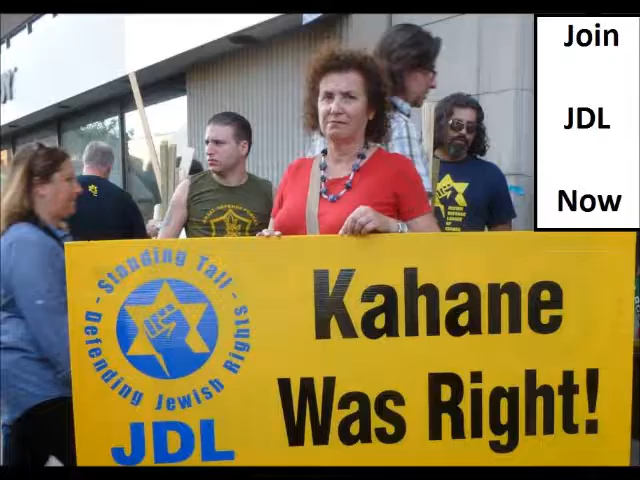 Join
JDL
Now
- Standing Tall -
Defending Jewish Rights
JDL
Kahane
Was Right!